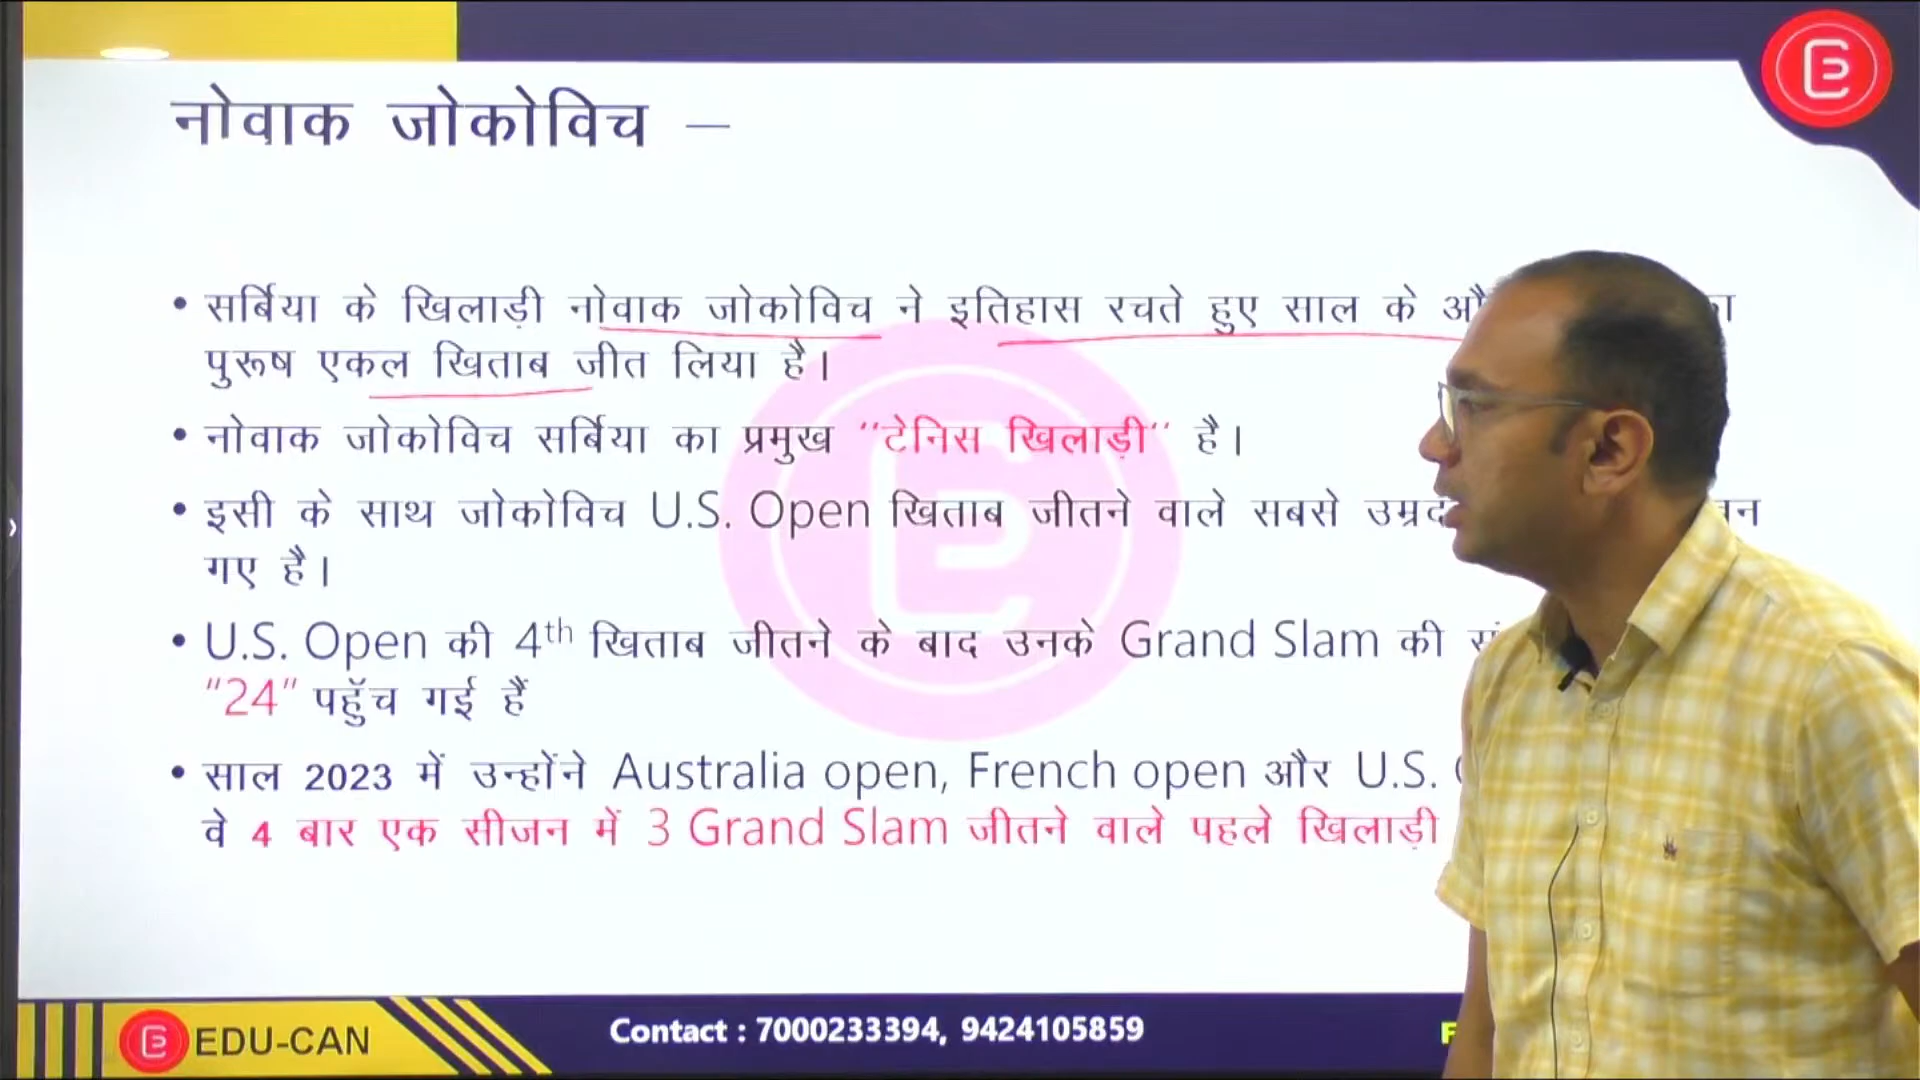 नोवाक जोकोविच –
• सर्बिया के खिलाड़ी नोवाक जोकोविच ने इतिहास रचते हुए साल के
पुरूष एकल खिताब जीत लिया है।
• नोवाक जोकोविच सर्बिया का प्रमुख "टेनिस खिलाड़ी" है।
• इसी के साथ जोकोविच U.S. Open खिताब जीतने वाले सबसे
गए है।
• U.S. Open की 4th खिताब जीतने के बाद उनके Grand Slam की
"24" पहुॅच गई हैं
• साल 2023 में उन्होंने Australia open, French open और U.S.
वे 4 बार एक सीजन में 3 Grand Slam जीतने वाले पहले खिलाड़ी
EDU-CAN
Contact : 7000233394, 9424105859